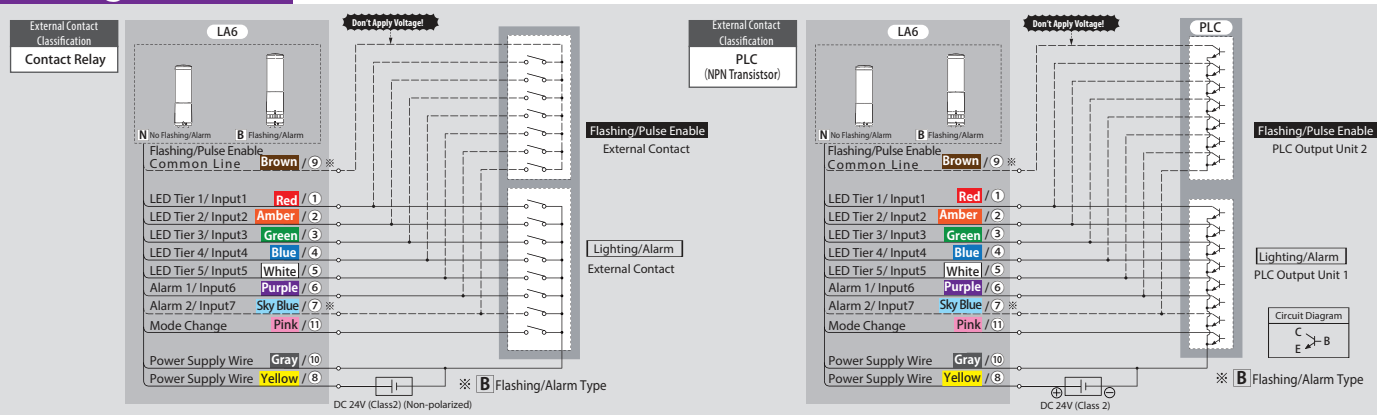 External Contact
Classification
Contact Relay
LA6
Don't Apply Voltage!
N No Flashing/Alarm
B Flashing/Alarm
Flashing/Pulse Enable
Common Line Brown / ⑨ ※
LED Tier 1/ Input1 Red / ①
LED Tier 2/ Input2 Amber / ②
LED Tier 3/ Input3 Green / ③
LED Tier 4/ Input4 Blue / ④
LED Tier 5/ Input5 White / ⑤
Alarm 1/ Input6 Purple / ⑥
Alarm 2/ Input7 Sky Blue / ⑦ ※
Mode Change Pink / ⑪
Power Supply Wire Gray / ⑩
Power Supply Wire Yellow / ⑧
DC 24V (Class2) (Non-polarized)
Flashing/Pulse Enable
External Contact
Lighting/Alarm
External Contact
※ B Flashing/Alarm Type
External Contact
Classification
PLC
(NPN Transistsor)
LA6
Don't Apply Voltage!
PLC
N No Flashing/Alarm
B Flashing/Alarm
Flashing/Pulse Enable
Common Line Brown / ⑨ ※
LED Tier 1/ Input1 Red / ①
LED Tier 2/ Input2 Amber / ②
LED Tier 3/ Input3 Green / ③
LED Tier 4/ Input4 Blue / ④
LED Tier 5/ Input5 White / ⑤
Alarm 1/ Input6 Purple / ⑥
Alarm 2/ Input7 Sky Blue / ⑦ ※
Mode Change Pink / ⑪
Power Supply Wire Gray / ⑩
Power Supply Wire Yellow / ⑧
⊕ ⊖
DC 24V (Class 2)
Flashing/Pulse Enable
PLC Output Unit 2
Lighting/Alarm
PLC Output Unit 1
Circuit Diagram
C
B
E
※ B Flashing/Alarm Type